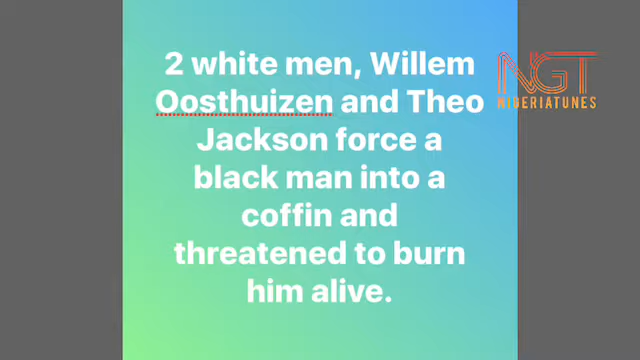 2 white men, Willem
Oosthuizen and Theo
Jackson force a
black man into a
coffin and
threatened to burn
him alive.
NGT
NIGERIATUNES